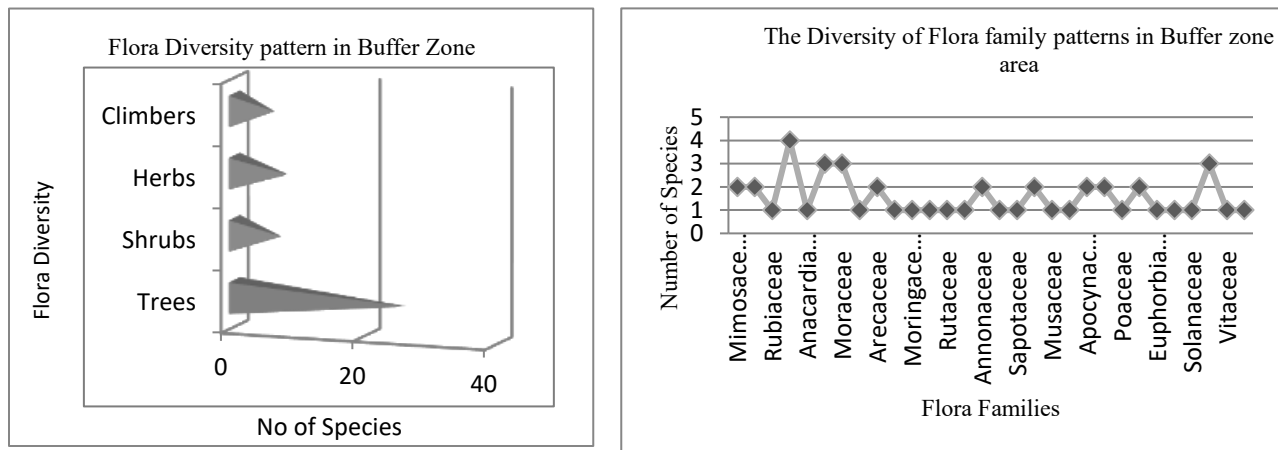 Flora Diversity pattern in Buffer Zone
Flora Diversity
Climbers
Herbs
Shrubs
Trees
0
20
40
No of Species
The Diversity of Flora family patterns in Buffer zone
area
Number of Species
5
4
3
2
1
0
Mimosace...
Rubiaceae
Anacardia...
Moraceae
Arecaceae
Moringace...
Rutaceae
Annonaceae
Sapotaceae
Musaceae
Apocynac...
Poaceae
Euphorbia...
Solanaceae
Vitaceae
Flora Families